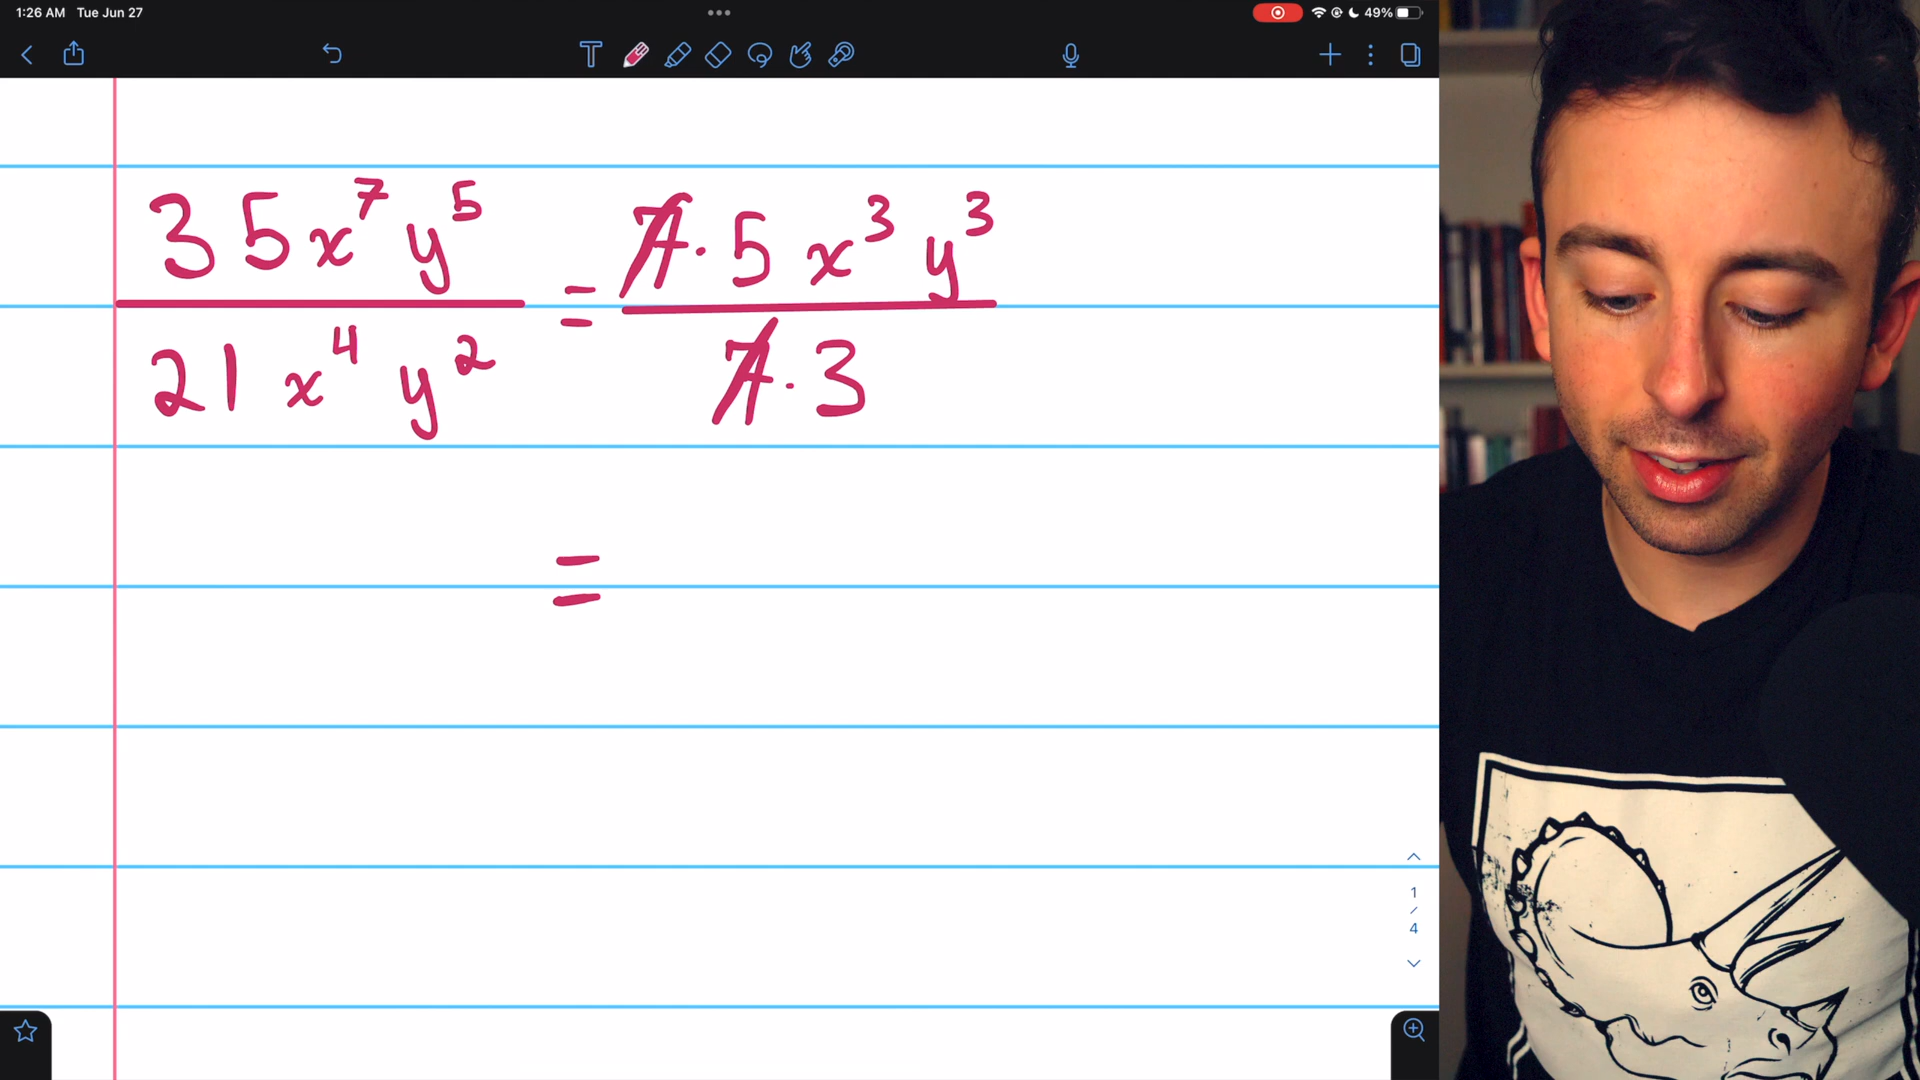 1:26 AM Tue Jun 27
49%
35x⁷y⁵ / 21x⁴y² = 7·5x³y³ / 7·3
=
1
/
4